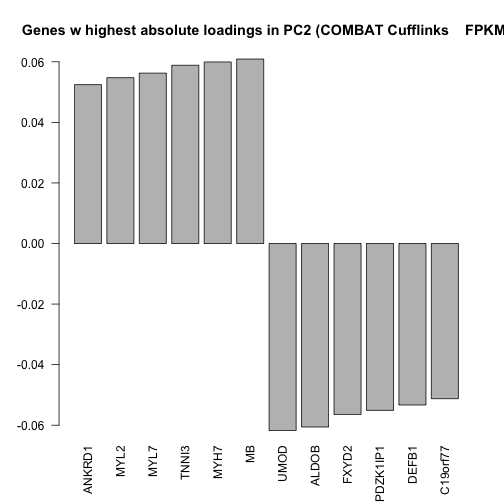 Genes w highest absolute loadings in PC2 (COMBAT Cufflinks FPKM
0.06
0.04
0.02
0.00
-0.02
-0.04
-0.06
ANKRD1
MYL2
MYL7
TNNI3
MYH7
MB
UMOD
ALDOB
FXYD2
PDZK1IP1
DEFB1
C19orf77